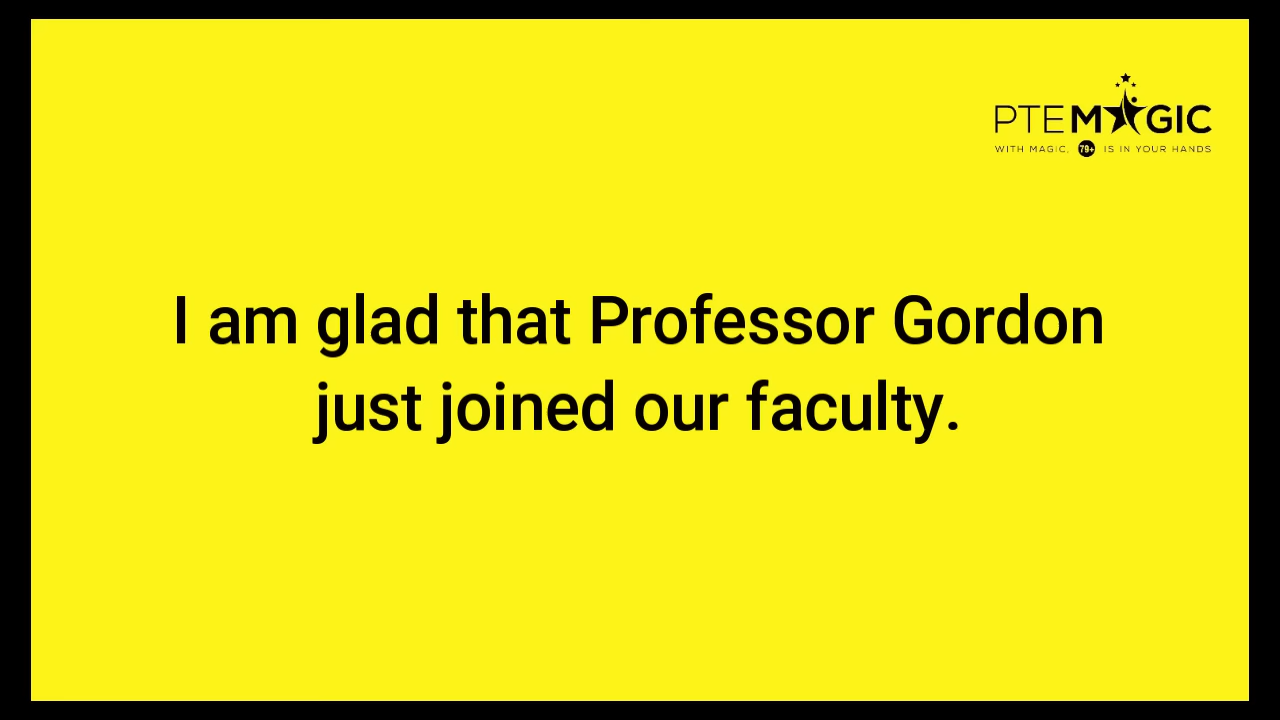 PTEMAGIC
WITH MAGIC, 79+ IS IN YOUR HANDS
I am glad that Professor Gordon
just joined our faculty.